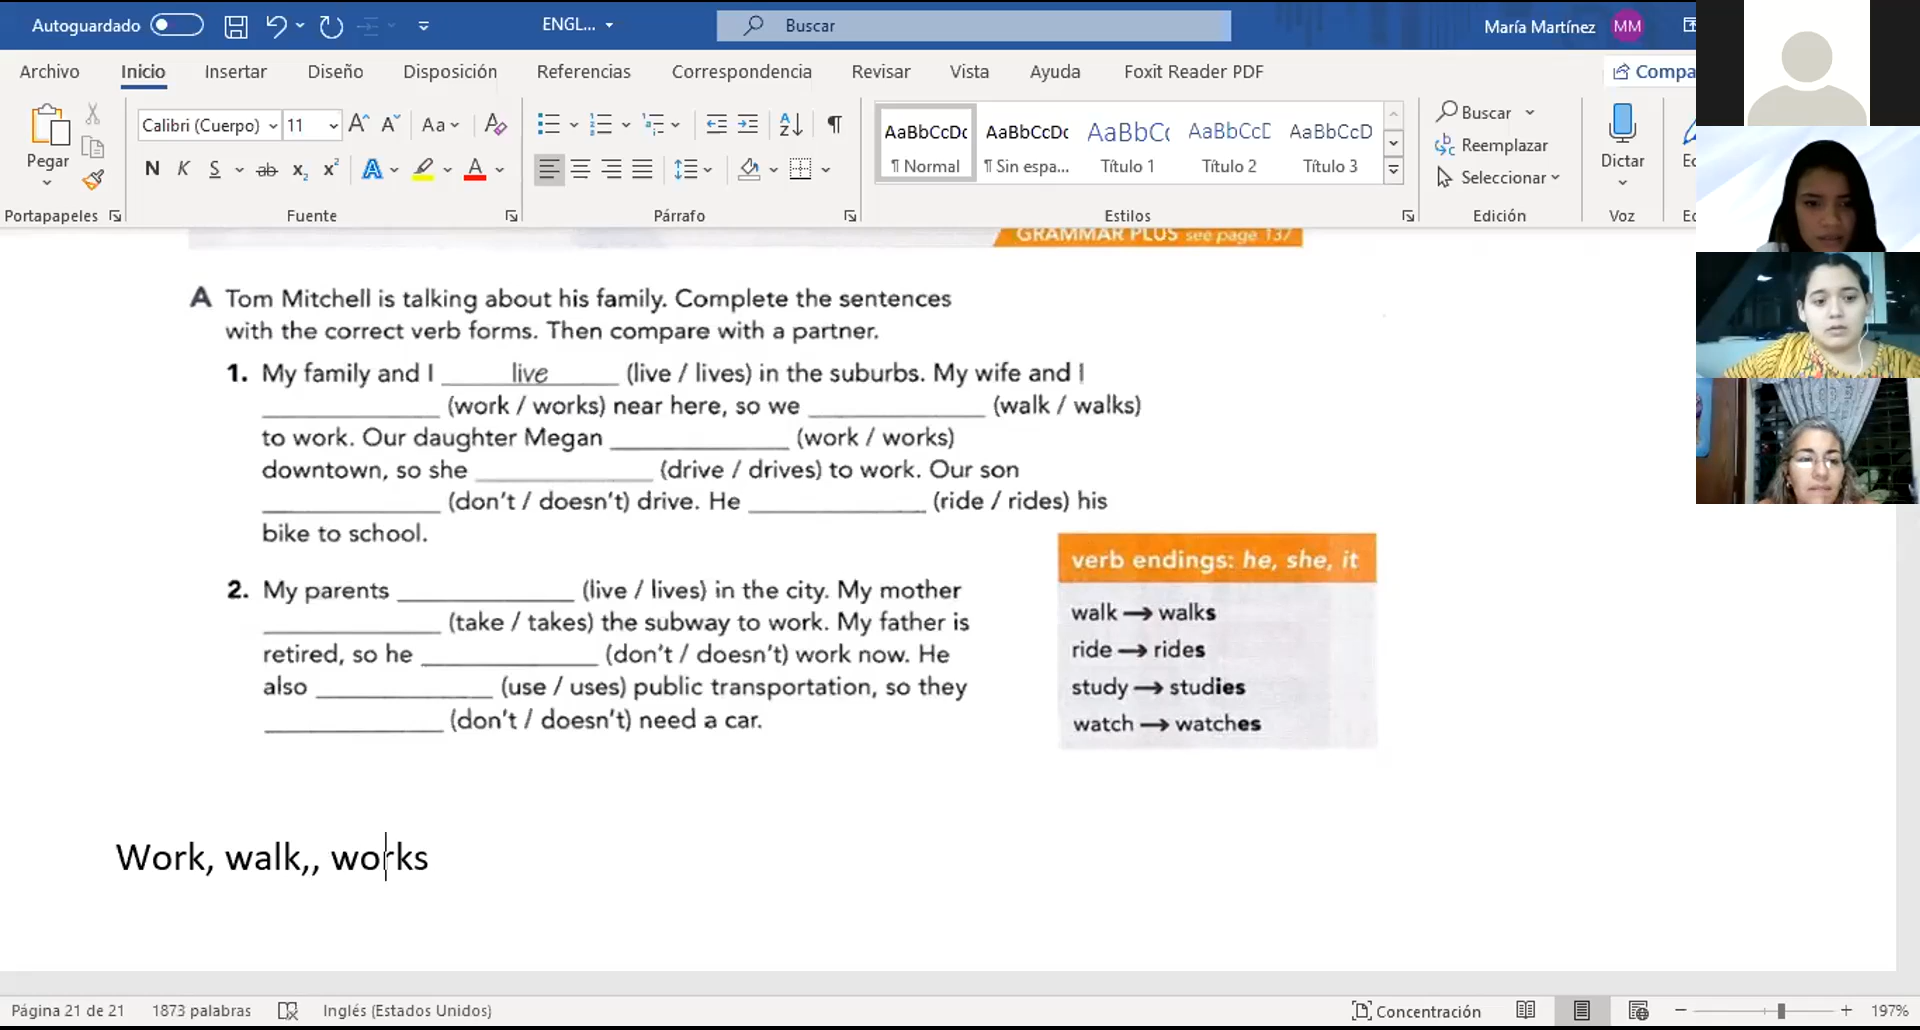 Autoguardado ENGL... Buscar María Martínez MM
Archivo Inicio Insertar Diseño Disposición Referencias Correspondencia Revisar Vista Ayuda Foxit Reader PDF Compa
Pegar Calibri (Cuerpo) 11 A A Aa A AaBbCcDc AaBbCcDc AaBbCc AaBbCcD AaBbCcD Buscar
N K S ab x₂ x² A A ¶ Normal ¶ Sin espa... Título 1 Título 2 Título 3 Reemplazar Dictar
Seleccionar
Portapapeles Fuente Párrafo Estilos Edición Voz
GRAMMAR PLUS see page 137
A Tom Mitchell is talking about his family. Complete the sentences
with the correct verb forms. Then compare with a partner.
1. My family and I live (live / lives) in the suburbs. My wife and I
(work / works) near here, so we (walk / walks)
to work. Our daughter Megan (work / works)
downtown, so she (drive / drives) to work. Our son
(don't / doesn't) drive. He (ride / rides) his
bike to school.
2. My parents (live / lives) in the city. My mother
(take / takes) the subway to work. My father is
retired, so he (don't / doesn't) work now. He
also (use / uses) public transportation, so they
(don't / doesn't) need a car.
verb endings: he, she, it
walk → walks
ride → rides
study → studies
watch → watches
Work, walk,, works
Página 21 de 21 1873 palabras Inglés (Estados Unidos) Concentración 197%